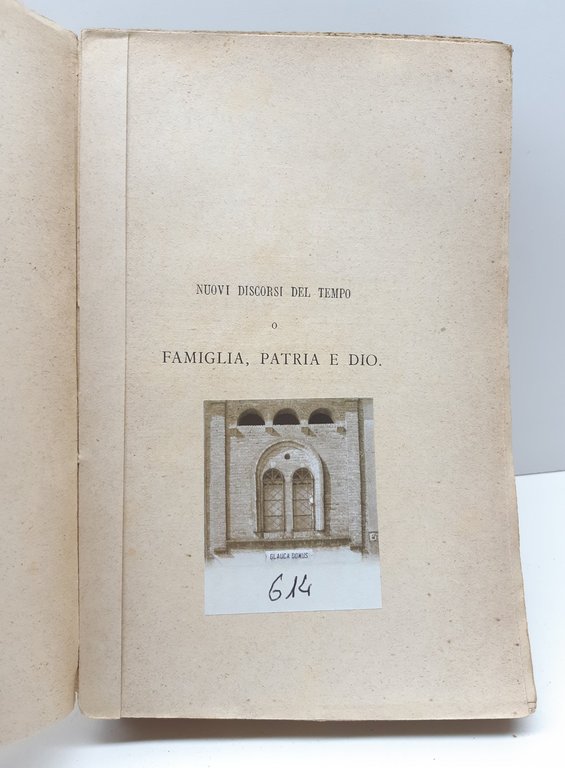 NUOVI DISCORSI DEL TEMPO
O
FAMIGLIA, PATRIA E DIO.
GLAUCA DOMUS
614